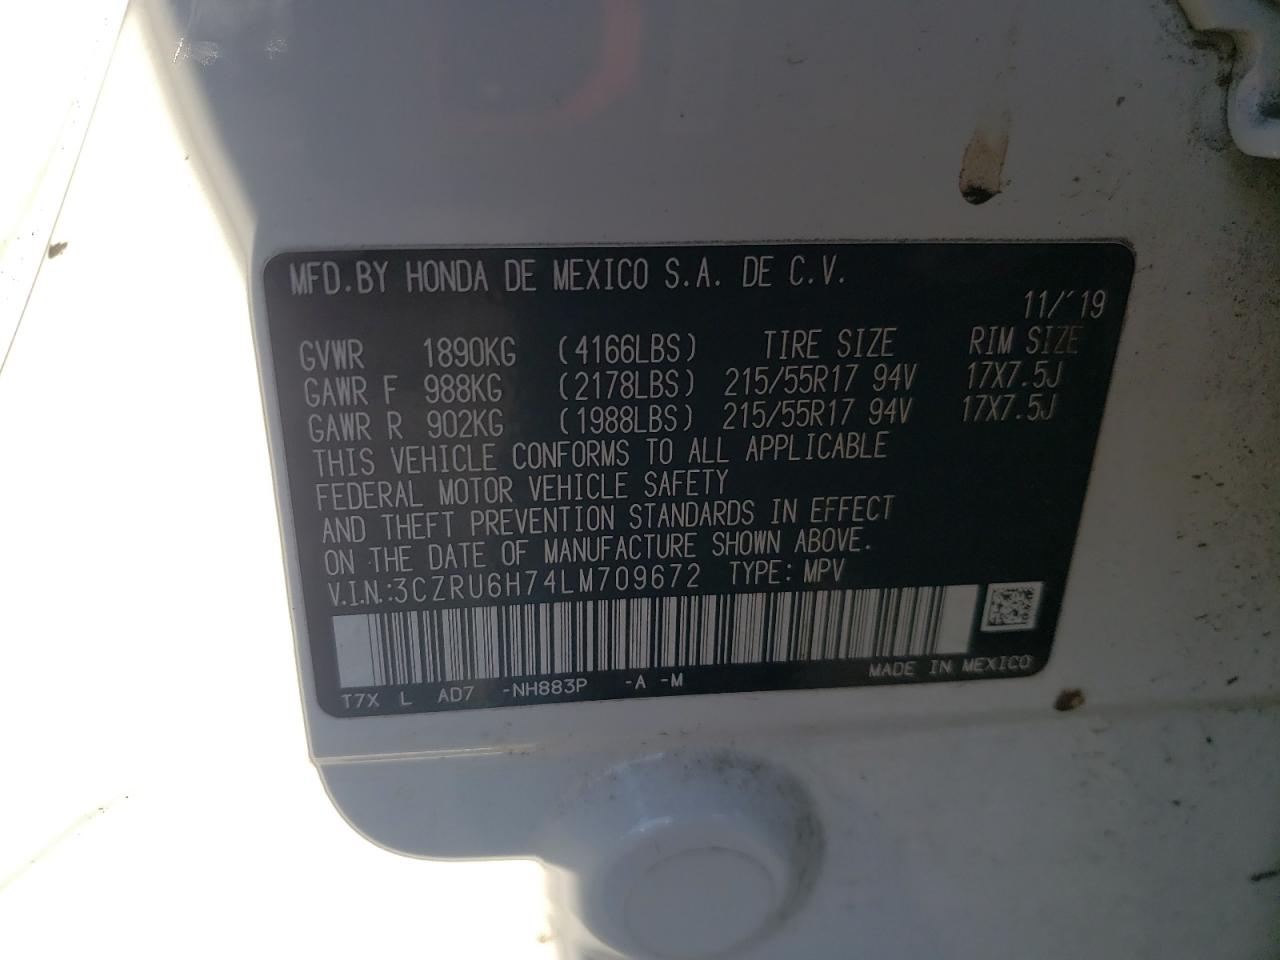 MFD.BY HONDA DE MEXICO S.A. DE C.V.
11/'19
GVWR 1890KG (4166LBS) TIRE SIZE RIM SIZE
GAWR F 988KG (2178LBS) 215/55R17 94V 17X7.5J
GAWR R 902KG (1988LBS) 215/55R17 94V 17X7.5J
THIS VEHICLE CONFORMS TO ALL APPLICABLE
FEDERAL MOTOR VEHICLE SAFETY
AND THEFT PREVENTION STANDARDS IN EFFECT
ON THE DATE OF MANUFACTURE SHOWN ABOVE.
V.I.N.:3CZRU6H74LM709672 TYPE: MPV
T7X L AD7 -NH883P -A -M MADE IN MEXICO